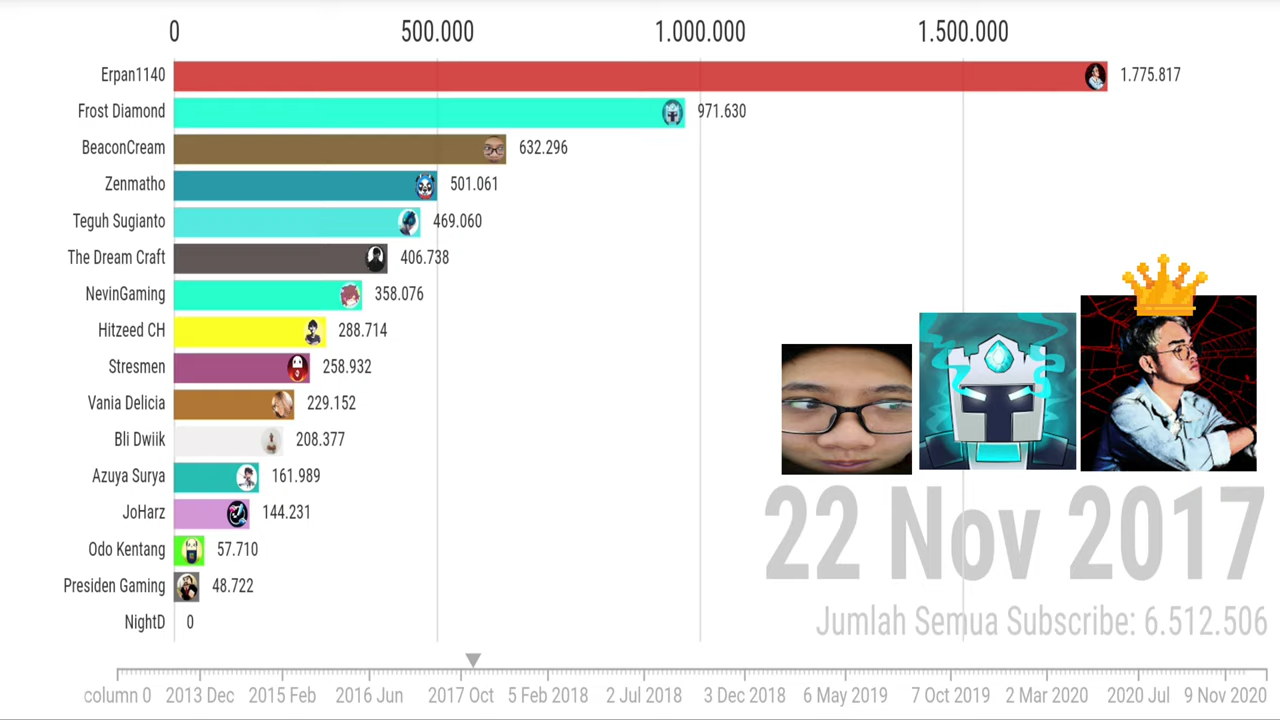 0 500.000 1.000.000 1.500.000
Erpan1140 1.775.817
Frost Diamond 971.630
BeaconCream 632.296
Zenmatho 501.061
Teguh Sugianto 469.060
The Dream Craft 406.738
NevinGaming 358.076
Hitzeed CH 288.714
Stresmen 258.932
Vania Delicia 229.152
Bli Dwiik 208.377
Azuya Surya 161.989
JoHarz 144.231
Odo Kentang 57.710
Presiden Gaming 48.722
NightD 0
22 Nov 2017
Jumlah Semua Subscribe: 6.512.506
column 0 2013 Dec 2015 Feb 2016 Jun 2017 Oct 5 Feb 2018 2 Jul 2018 3 Dec 2018 6 May 2019 7 Oct 2019 2 Mar 2020 2020 Jul 9 Nov 2020